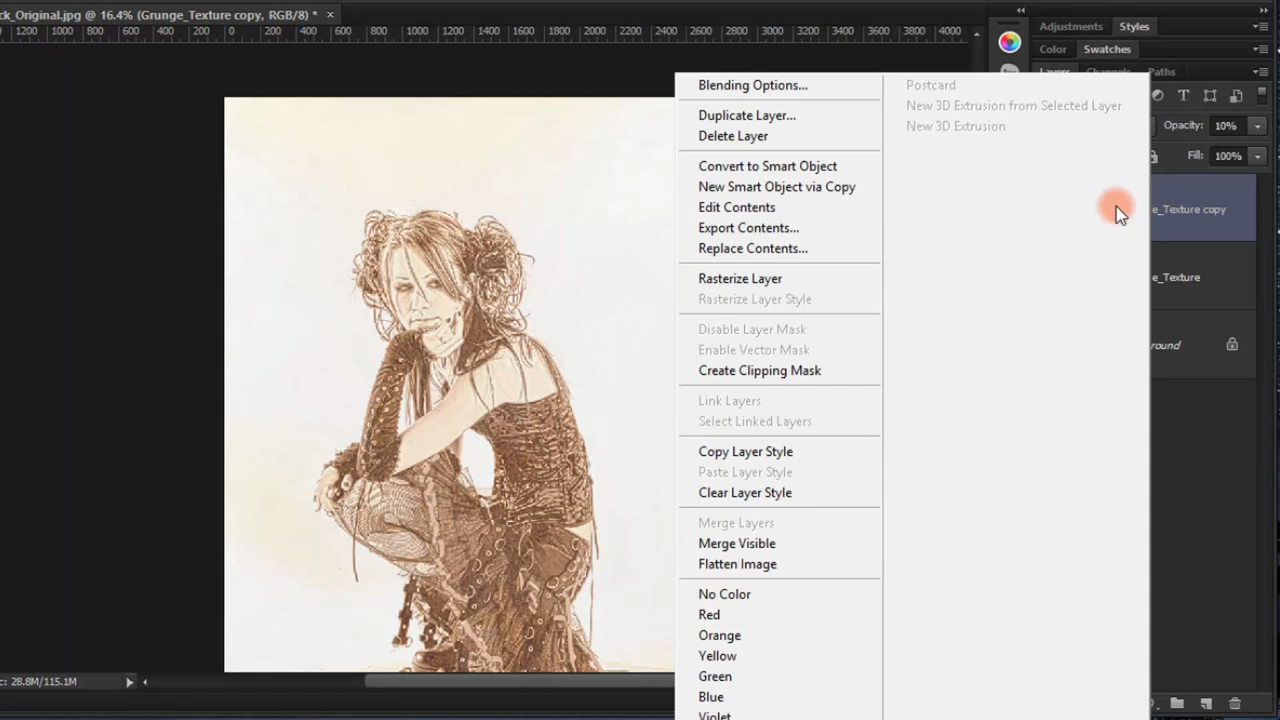 ck_Original.jpg @ 16.4% (Grunge_Texture copy, RGB/8) * ×
1200 1000 800 600 400 200 0 200 400 600 800 1000 1200 1400 1600 1800 2000 2200 2400 2600 2800 3000 3200 3400 3600 3800 4000
Adjustments Styles
Color Swatches
Layers Channels Paths
Opacity: 10%
Fill: 100%
e_Texture copy
e_Texture
ound
Blending Options...
Duplicate Layer...
Delete Layer
Convert to Smart Object
New Smart Object via Copy
Edit Contents
Export Contents...
Replace Contents...
Rasterize Layer
Rasterize Layer Style
Disable Layer Mask
Enable Vector Mask
Create Clipping Mask
Link Layers
Select Linked Layers
Copy Layer Style
Paste Layer Style
Clear Layer Style
Merge Layers
Merge Visible
Flatten Image
No Color
Red
Orange
Yellow
Green
Blue
Violet
Postcard
New 3D Extrusion from Selected Layer
New 3D Extrusion
c: 28.8M/115.1M